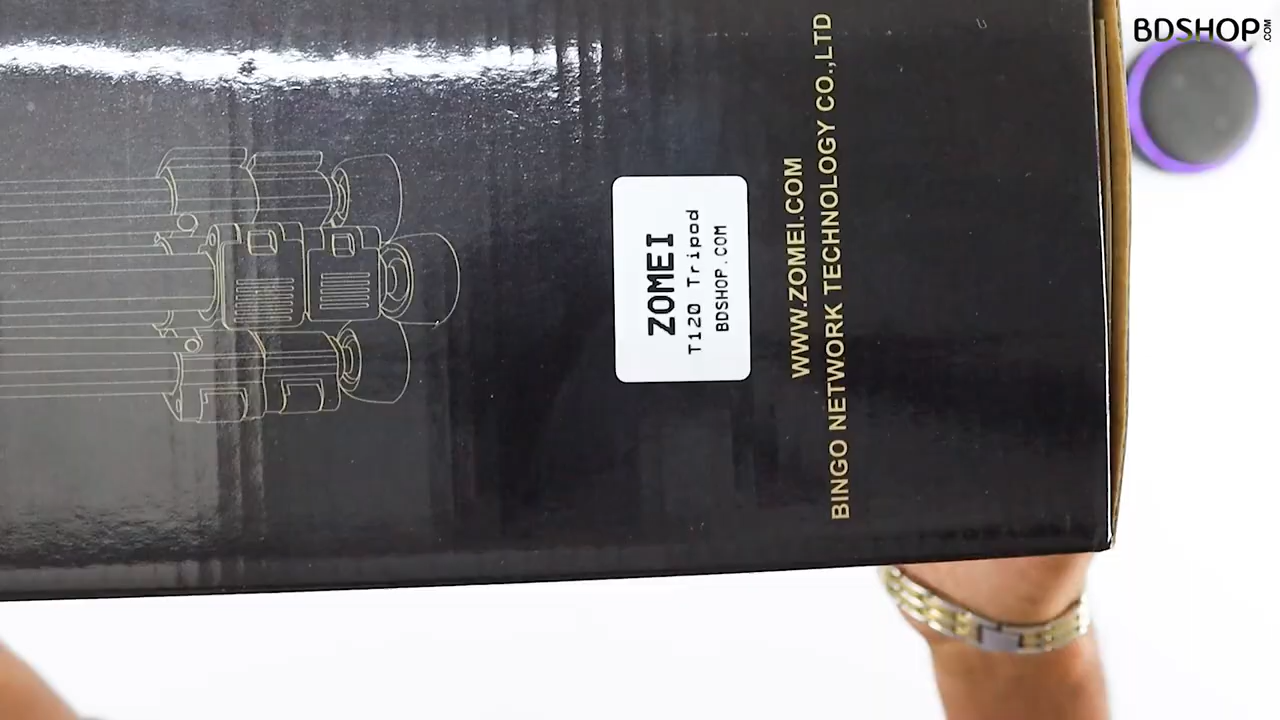 BDSHOP.COM
ZOMEI
T120 Tripod
BDSHOP.COM
WWW.ZOMEI.COM
BINGO NETWORK TECHNOLOGY CO.,LTD